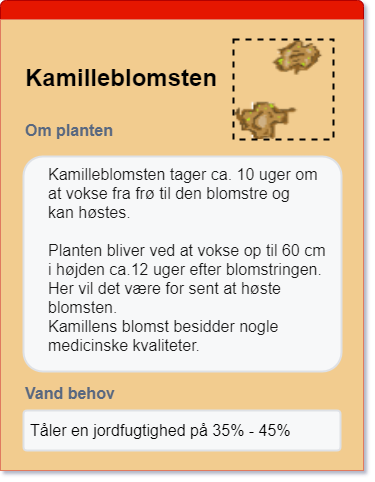 Kamilleblomsten
Om planten
Kamilleblomsten tager ca. 10 uger om
at vokse fra frø til den blomstre og
kan høstes.
Planten bliver ved at vokse op til 60 cm
i højden ca.12 uger efter blomstringen.
Her vil det være for sent at høste
blomsten.
Kamillens blomst besidder nogle
medicinske kvaliteter.
Vand behov
Tåler en jordfugtighed på 35% - 45%